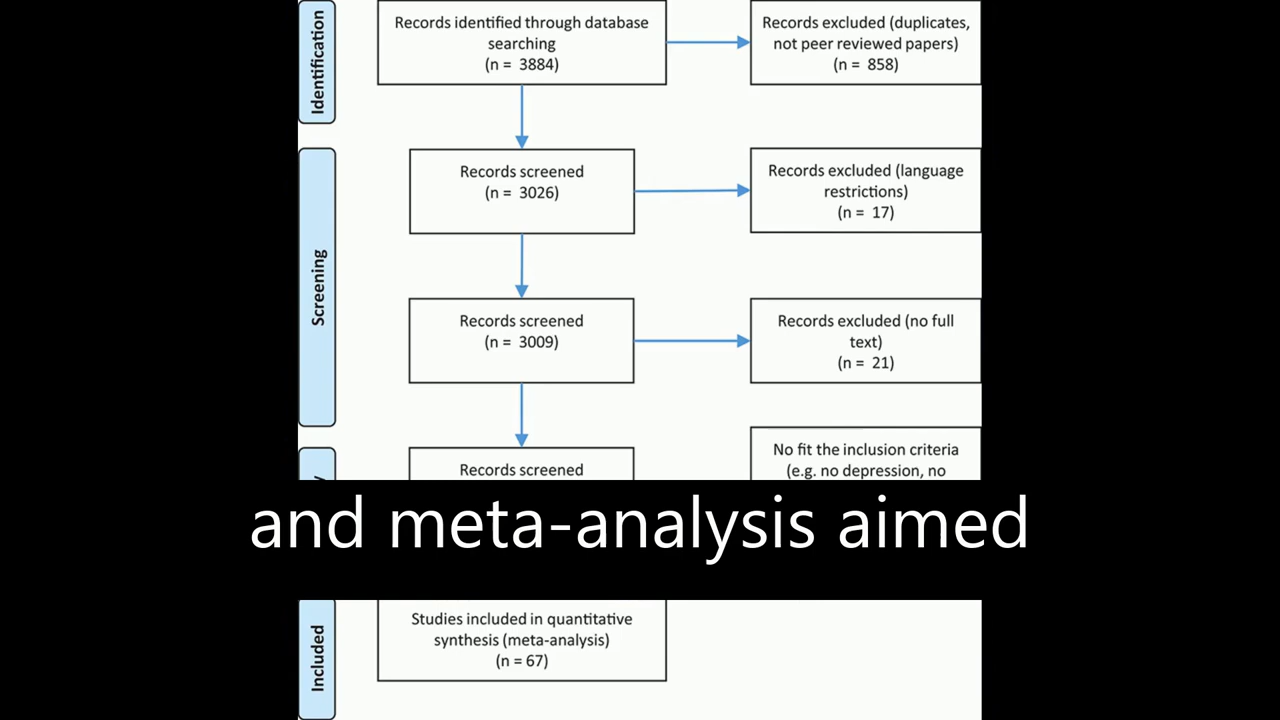 Identification
Records identified through database
searching
(n = 3884)
Records excluded (duplicates,
not peer reviewed papers)
(n = 858)
Screening
Records screened
(n = 3026)
Records excluded (language
restrictions)
(n = 17)
Records screened
(n = 3009)
Records excluded (no full
text)
(n = 21)
Records screened
No fit the inclusion criteria
(e.g. no depression, no
and meta-analysis aimed
Included
Studies included in quantitative
synthesis (meta-analysis)
(n = 67)